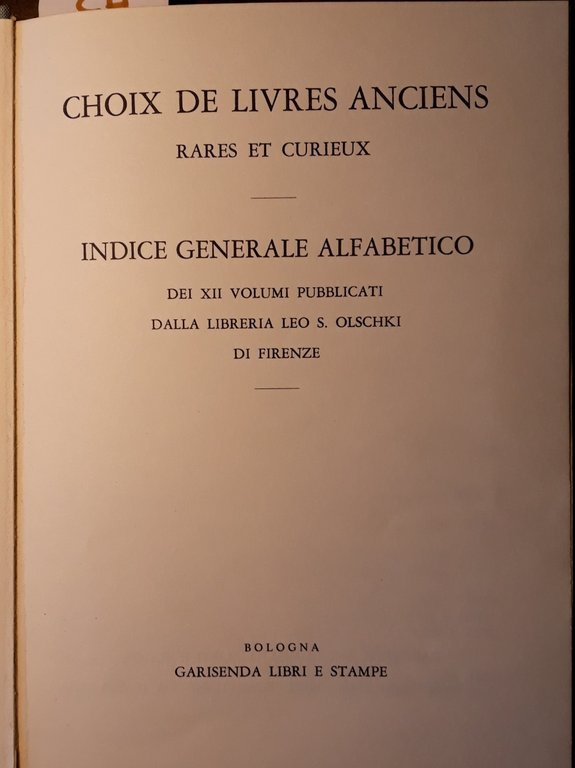 CHOIX DE LIVRES ANCIENS
RARES ET CURIEUX
INDICE GENERALE ALFABETICO
DEI XII VOLUMI PUBBLICATI
DALLA LIBRERIA LEO S. OLSCHKI
DI FIRENZE
BOLOGNA
GARISENDA LIBRI E STAMPE